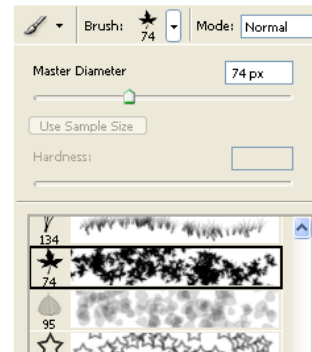 Brush: 74 Mode: Normal
Master Diameter 74 px
Use Sample Size
Hardness:
134
74
95